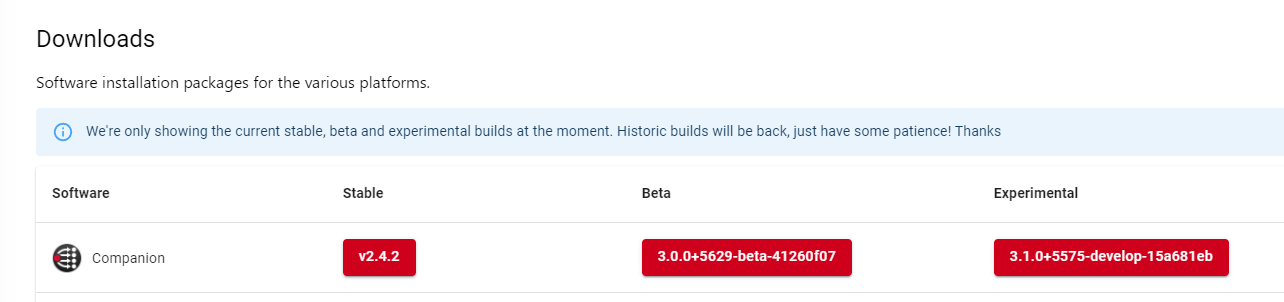 Downloads
Software installation packages for the various platforms.
We're only showing the current stable, beta and experimental builds at the moment. Historic builds will be back, just have some patience! Thanks
Software Stable Beta Experimental
Companion v2.4.2 3.0.0+5629-beta-41260f07 3.1.0+5575-develop-15a681eb